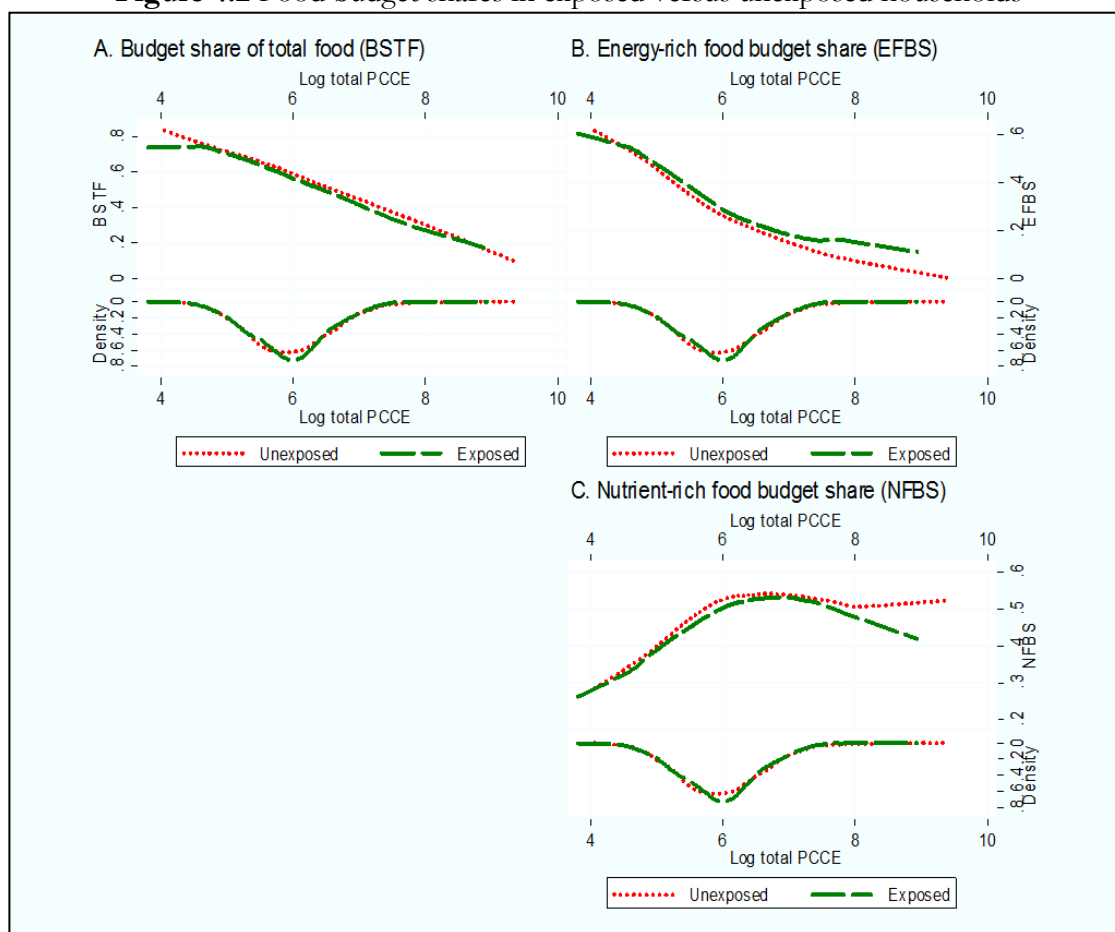 Figure 4.2 Food budget shares in exposed versus unexposed households
A. Budget share of total food (BSTF)
Log total PCCE
4 6 8 10
BSTF
.8
.6
.4
.2
0
Density
0
.2
.4
.6
.8
4 6 8 10
Log total PCCE
Unexposed Exposed
B. Energy-rich food budget share (EFBS)
Log total PCCE
4 6 8 10
EFBS
.6
.4
.2
0
Density
0
.2
.4
.6
.8
4 6 8 10
Log total PCCE
Unexposed Exposed
C. Nutrient-rich food budget share (NFBS)
Log total PCCE
4 6 8 10
NFBS
.6
.5
.4
.3
.2
Density
0
.2
.4
.6
.8
4 6 8 10
Log total PCCE
Unexposed Exposed